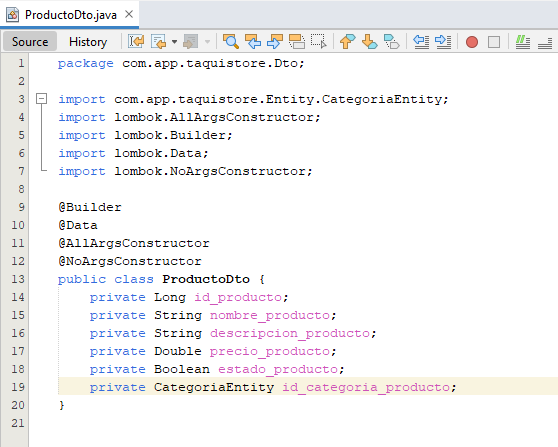 ProductoDto.java
Source History
1 package com.app.taquistore.Dto;
2
3 import com.app.taquistore.Entity.CategoriaEntity;
4 import lombok.AllArgsConstructor;
5 import lombok.Builder;
6 import lombok.Data;
7 import lombok.NoArgsConstructor;
8
9 @Builder
10 @Data
11 @AllArgsConstructor
12 @NoArgsConstructor
13 public class ProductoDto {
14 private Long id_producto;
15 private String nombre_producto;
16 private String descripcion_producto;
17 private Double precio_producto;
18 private Boolean estado_producto;
19 private CategoriaEntity id_categoria_producto;
20 }
21